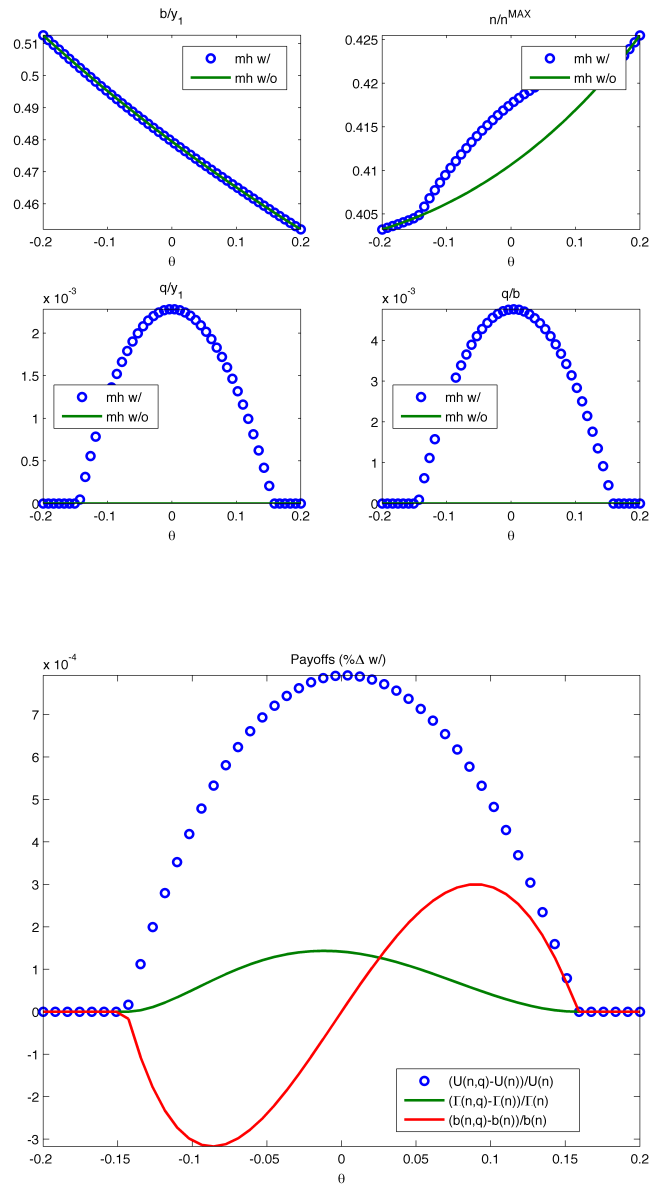 b/y1
0.51
0.5
0.49
0.48
0.47
0.46
-0.2 -0.1 0 0.1 0.2
θ
mh w/
mh w/o
n/nMAX
0.425
0.42
0.415
0.41
0.405
-0.2 -0.1 0 0.1 0.2
θ
mh w/
mh w/o
x 10-3
q/y1
2
1.5
1
0.5
0
-0.2 -0.1 0 0.1 0.2
θ
mh w/
mh w/o
x 10-3
q/b
4
3
2
1
0
-0.2 -0.1 0 0.1 0.2
θ
mh w/
mh w/o
x 10-4
Payoffs (%Δ w/)
7
6
5
4
3
2
1
0
-1
-2
-3
-0.2 -0.15 -0.1 -0.05 0 0.05 0.1 0.15 0.2
θ
(U(n,q)-U(n))/U(n)
(Γ(n,q)-Γ(n))/Γ(n)
(b(n,q)-b(n))/b(n)